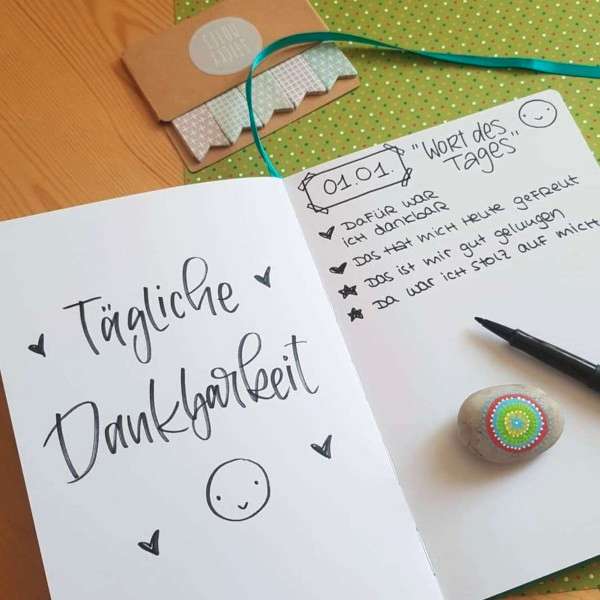 Tägliche
Dankbarkeit
01.01.
"Wort des
Tages"
Dafür war
ich dankbar
Das hat mich heute gefreut
Das ist mir gut gelungen
Da war ich stolz auf mich